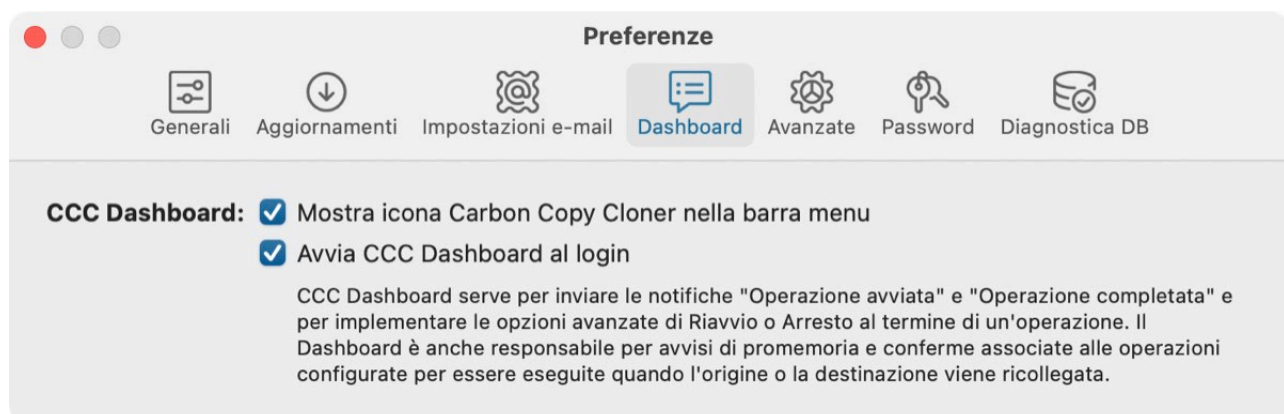 Preferenze
Generali
Aggiornamenti
Impostazioni e-mail
Dashboard
Avanzate
Password
Diagnostica DB
CCC Dashboard: Mostra icona Carbon Copy Cloner nella barra menu
Avvia CCC Dashboard al login
CCC Dashboard serve per inviare le notifiche "Operazione avviata" e "Operazione completata" e
per implementare le opzioni avanzate di Riavvio o Arresto al termine di un'operazione. Il
Dashboard è anche responsabile per avvisi di promemoria e conferme associate alle operazioni
configurate per essere eseguite quando l'origine o la destinazione viene ricollegata.